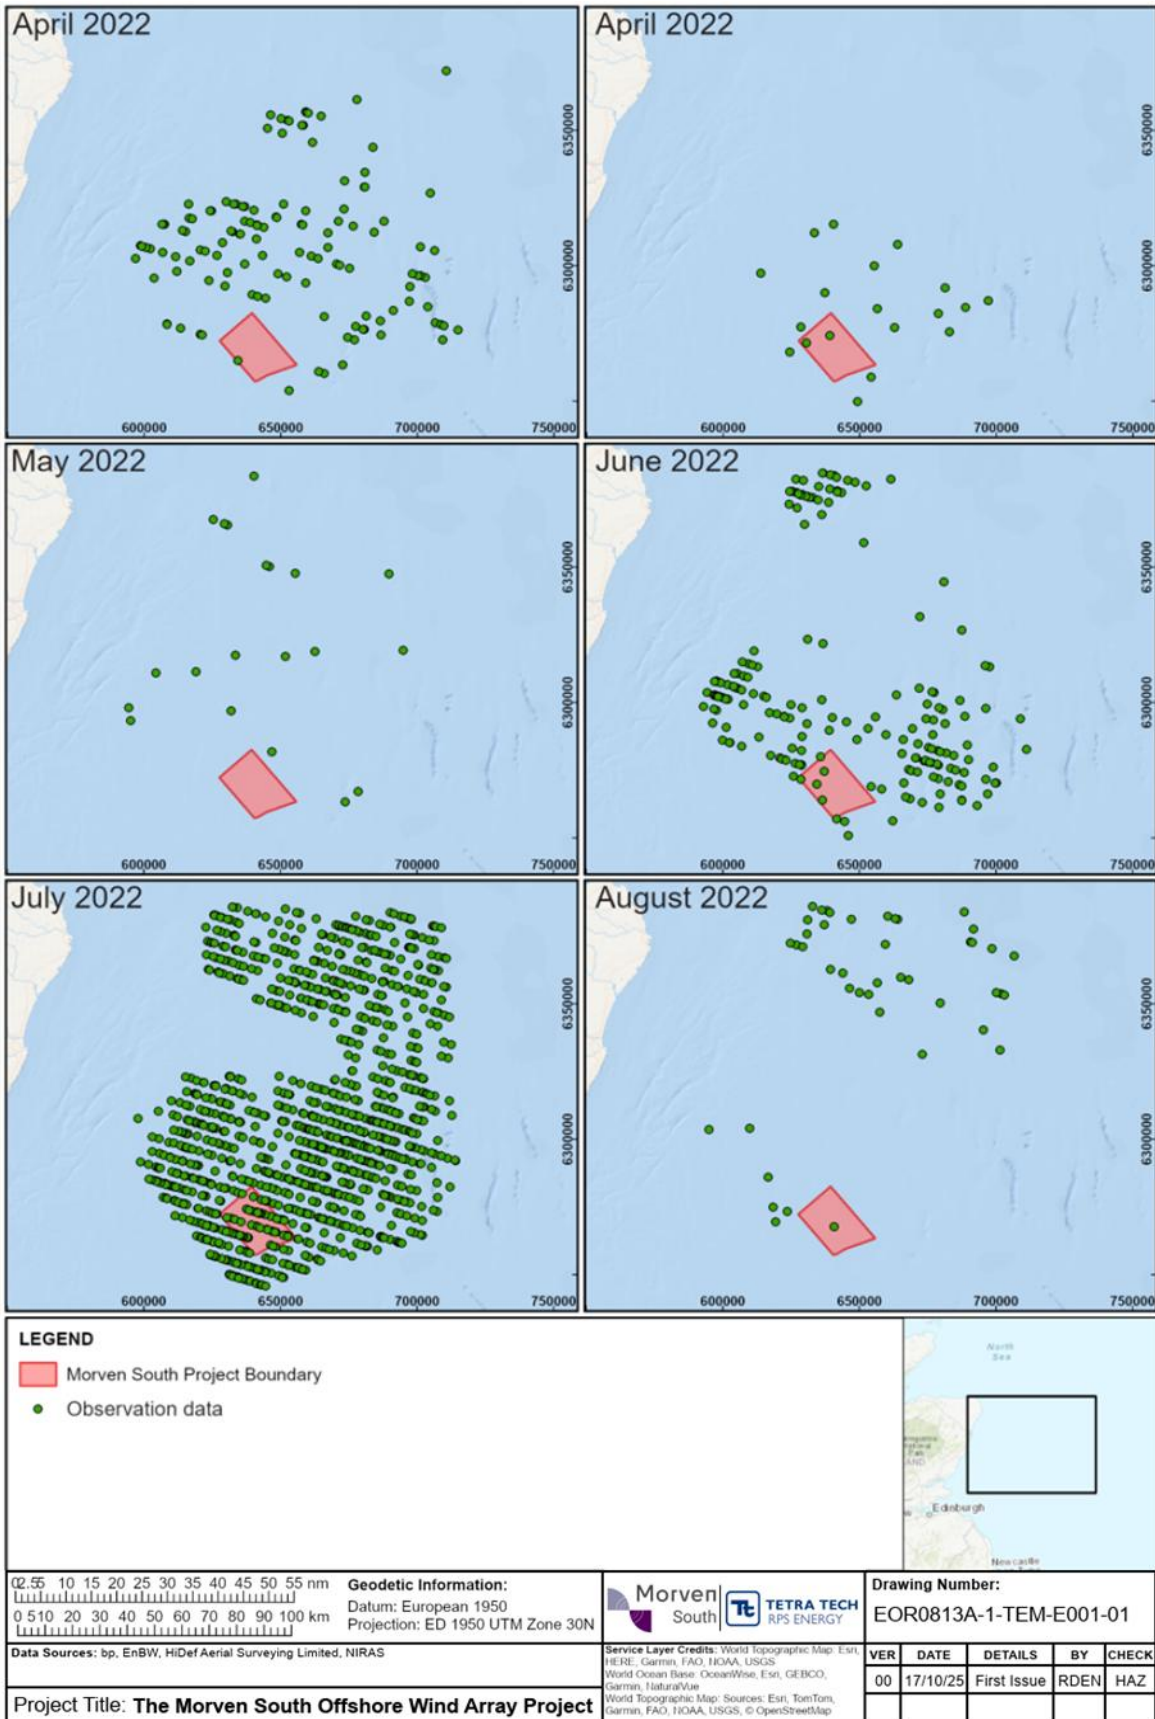 April 2022
April 2022
6350000
6350000
6300000
6300000
600000
650000
700000
750000
600000
650000
700000
750000
May 2022
June 2022
6350000
6350000
6300000
6300000
600000
650000
700000
750000
600000
650000
700000
750000
July 2022
August 2022
6350000
6350000
6300000
6300000
600000
650000
700000
750000
600000
650000
700000
750000
LEGEND
Morven South Project Boundary
Observation data
North
Sea
Edinburgh
Newcastle
02.55 10 15 20 25 30 35 40 45 50 55 nm
0 510 20 30 40 50 60 70 80 90 100 km
Geodetic Information:
Datum: European 1950
Projection: ED 1950 UTM Zone 30N
Morven
South
Tt
TETRA TECH
RPS ENERGY
Drawing Number:
EOR0813A-1-TEM-E001-01
Data Sources: bp, EnBW, HiDef Aerial Surveying Limited, NIRAS
Service Layer Credits: World Topographic Map: Esri,
HERE, Garmin, FAO, NOAA, USGS
World Ocean Base: OceanWise, Esri, GEBCO,
Garmin, NaturalVue
World Topographic Map: Sources: Esri, TomTom,
Garmin, FAO, NOAA, USGS, © OpenStreetMap
VER DATE DETAILS BY CHECK
00 17/10/25 First Issue RDEN HAZ
Project Title: The Morven South Offshore Wind Array Project